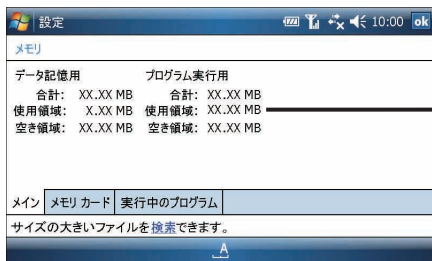 設定 10:00 ok
メモリ
データ記憶用 プログラム実行用
合計: XX.XX MB 合計: XX.XX MB
使用領域: X.XX MB 使用領域: XX.XX MB
空き領域: XX.XX MB 空き領域: XX.XX MB
メイン メモリ カード 実行中のプログラム
サイズの大きいファイルを検索できます。
A